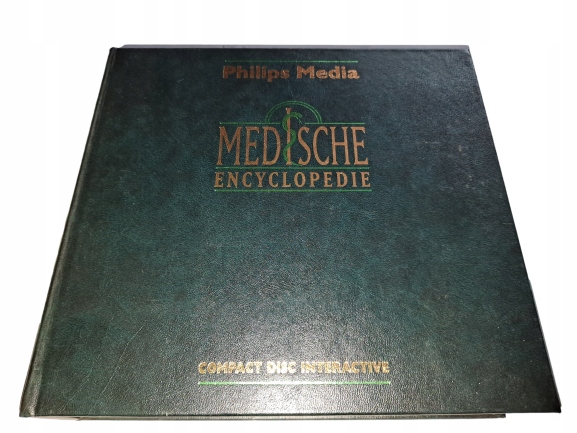 Philips Media
MEDISCHE
ENCYCLOPEDIE
COMPACT DISC INTERACTIVE